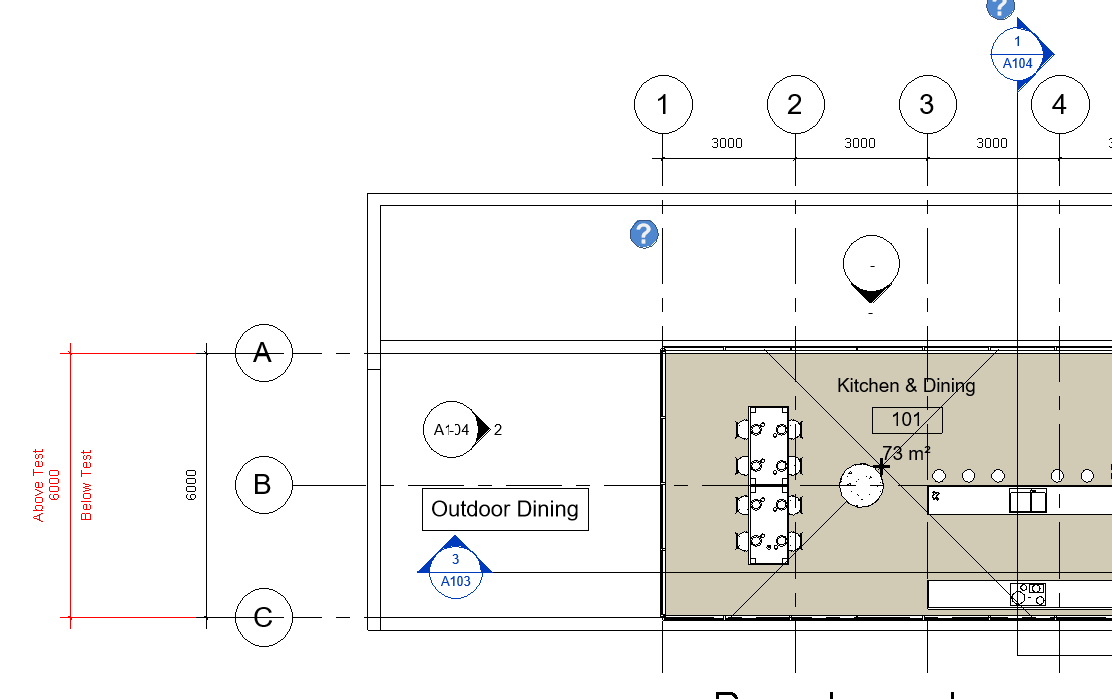 ?
1
A104
1 2 3 4
3000 3000 3000
?
-
-
A
Kitchen & Dining
101
A1-04 2
73 m²
Above Test
6000
Below Test
6000
B
Outdoor Dining
3
A103
C